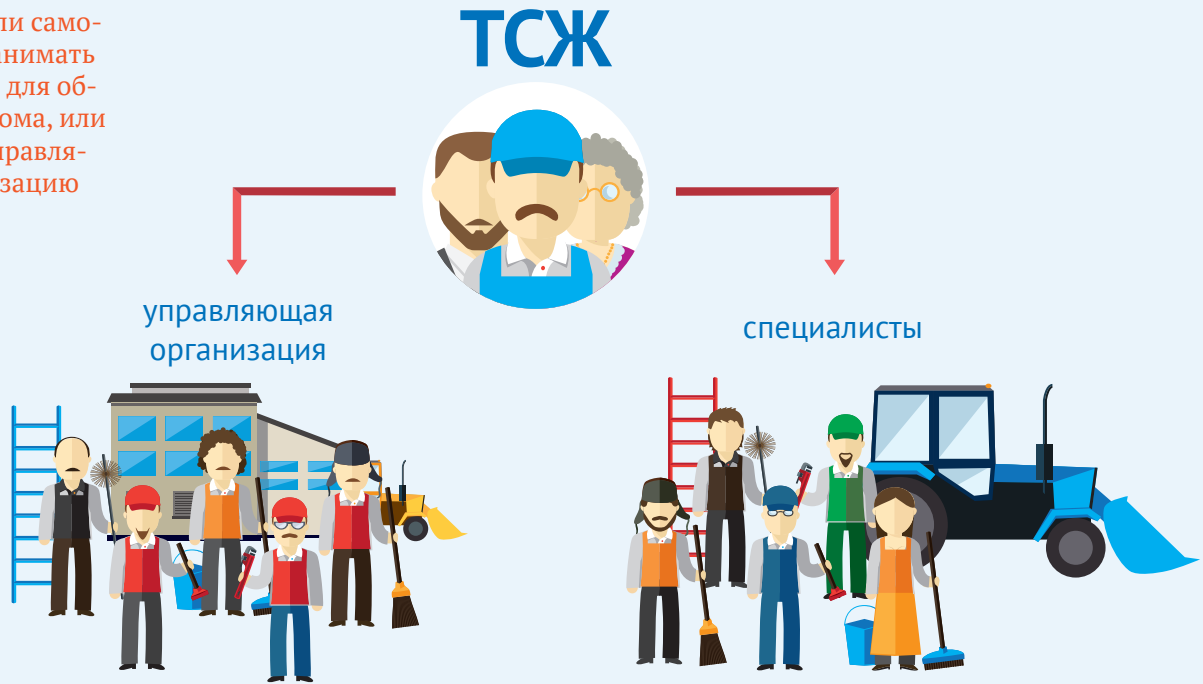 ли само-
анимать
для об-
ома, или
правля-
зацию
ТСЖ
управляющая
организация
специалисты